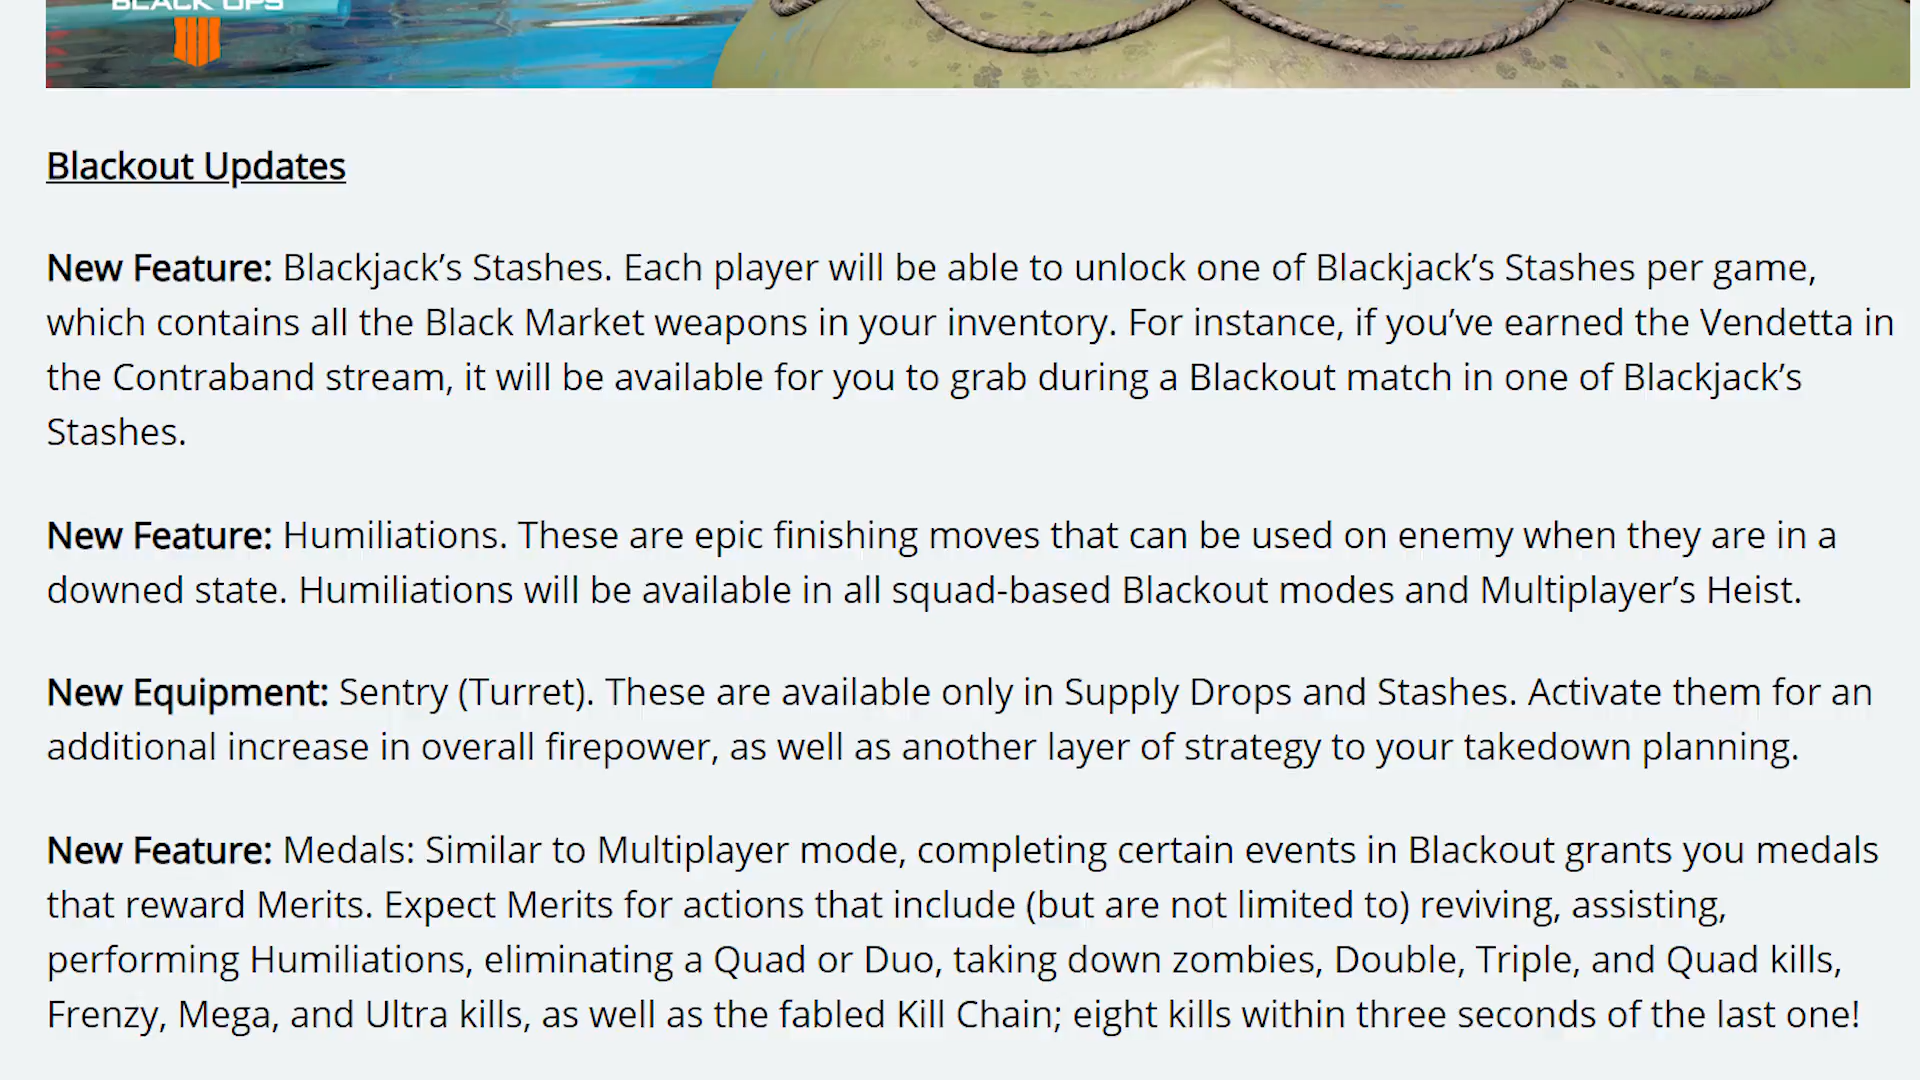 BLACK OPS
Blackout Updates
New Feature: Blackjack’s Stashes. Each player will be able to unlock one of Blackjack’s Stashes per game,
which contains all the Black Market weapons in your inventory. For instance, if you’ve earned the Vendetta in
the Contraband stream, it will be available for you to grab during a Blackout match in one of Blackjack’s
Stashes.
New Feature: Humiliations. These are epic finishing moves that can be used on enemy when they are in a
downed state. Humiliations will be available in all squad-based Blackout modes and Multiplayer’s Heist.
New Equipment: Sentry (Turret). These are available only in Supply Drops and Stashes. Activate them for an
additional increase in overall firepower, as well as another layer of strategy to your takedown planning.
New Feature: Medals: Similar to Multiplayer mode, completing certain events in Blackout grants you medals
that reward Merits. Expect Merits for actions that include (but are not limited to) reviving, assisting,
performing Humiliations, eliminating a Quad or Duo, taking down zombies, Double, Triple, and Quad kills,
Frenzy, Mega, and Ultra kills, as well as the fabled Kill Chain; eight kills within three seconds of the last one!